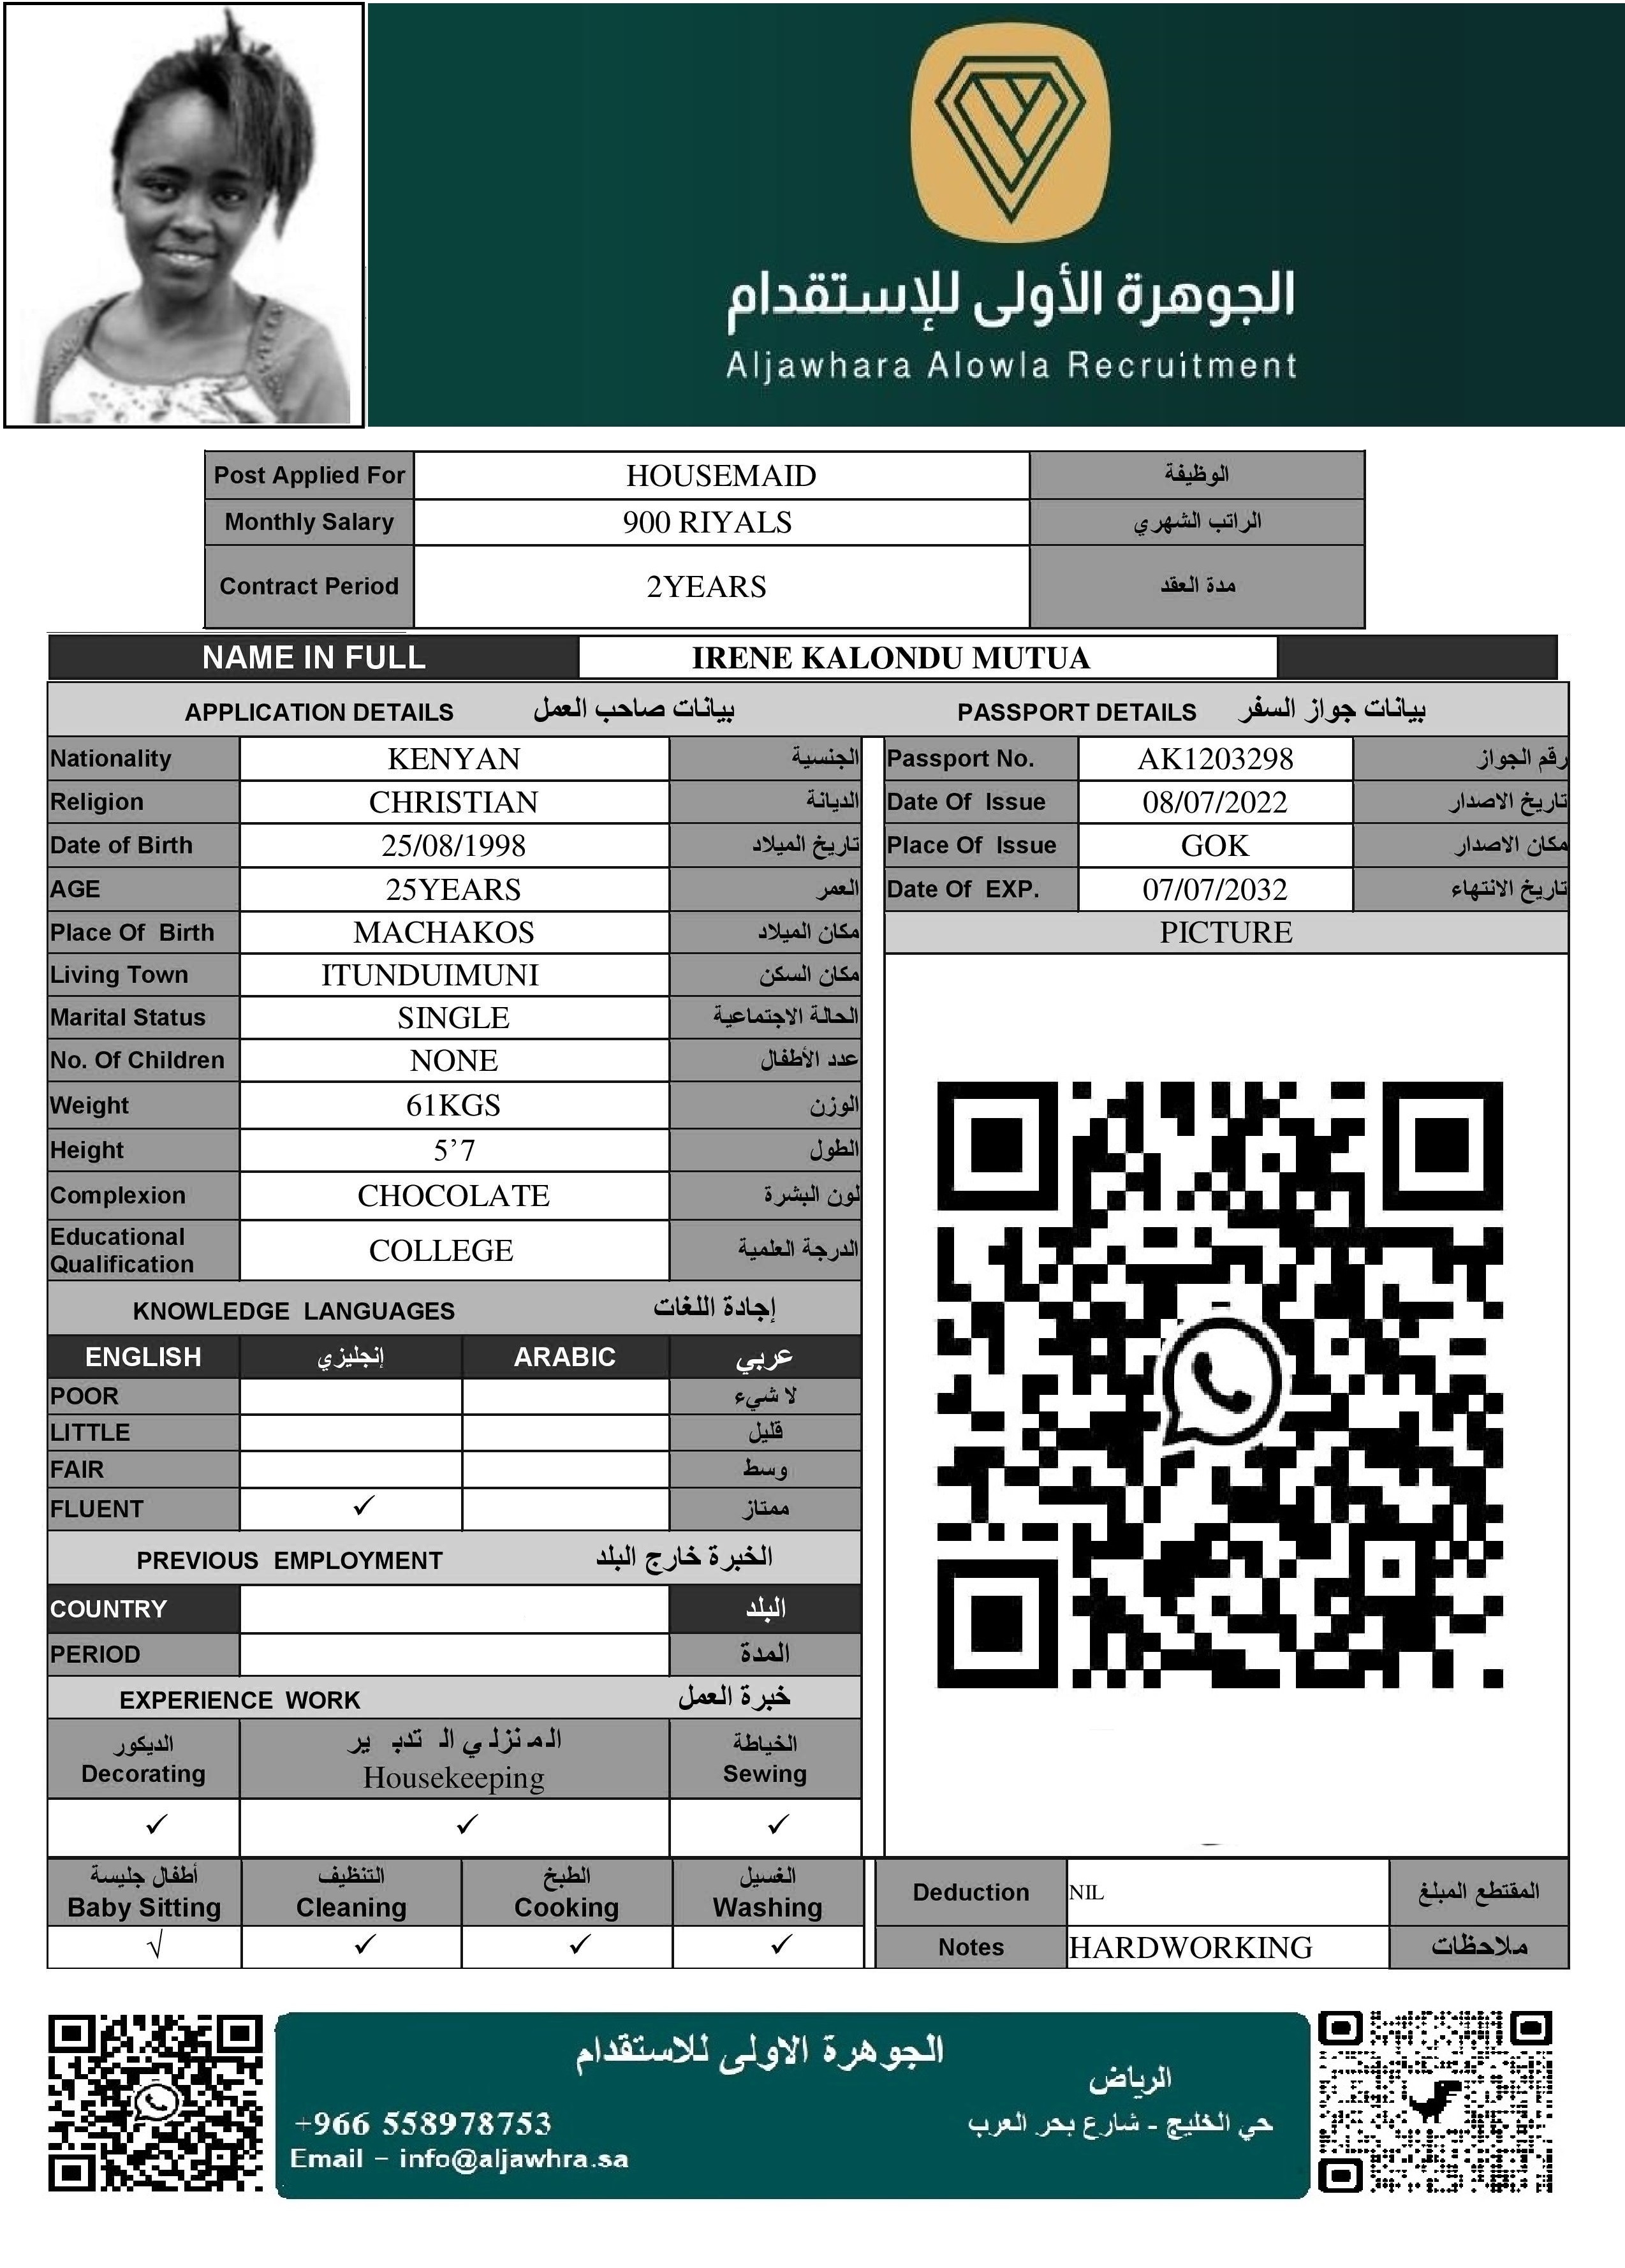 الجوهرة الأولى للإستقدام
Aljawhara Alowla Recruitment
Post Applied For HOUSEMAID الوظيفة
Monthly Salary 900 RIYALS الراتب الشهري
Contract Period 2YEARS مدة العقد
NAME IN FULL IRENE KALONDU MUTUA
APPLICATION DETAILS بيانات صاحب العمل
PASSPORT DETAILS بيانات جواز السفر
Nationality KENYAN الجنسية
Religion CHRISTIAN الديانة
Date of Birth 25/08/1998 تاريخ الميلاد
AGE 25YEARS العمر
Place Of Birth MACHAKOS مكان الميلاد
Living Town ITUNDUIMUNI مكان السكن
Marital Status SINGLE الحالة الاجتماعية
No. Of Children NONE عدد الأطفال
Weight 61KGS الوزن
Height 5’7 الطول
Complexion CHOCOLATE لون البشرة
Educational
Qualification COLLEGE الدرجة العلمية
Passport No. AK1203298 رقم الجواز
Date Of Issue 08/07/2022 تاريخ الاصدار
Place Of Issue GOK مكان الاصدار
Date Of EXP. 07/07/2032 تاريخ الانتهاء
PICTURE
KNOWLEDGE LANGUAGES إجادة اللغات
ENGLISH إنجليزي ARABIC عربي
POOR لا شيء
LITTLE قليل
FAIR وسط
FLUENT ✓ ممتاز
PREVIOUS EMPLOYMENT الخبرة خارج البلد
COUNTRY البلد
PERIOD المدة
EXPERIENCE WORK خبرة العمل
الديكور المنزلي التدبير الخياطة
Decorating Housekeeping Sewing
✓ ✓ ✓
أطفال جليسة التنظيف الطبخ الغسيل
Baby Sitting Cleaning Cooking Washing
√ ✓ ✓ ✓
Deduction NIL المقتطع المبلغ
Notes HARDWORKING ملاحظات
الجوهرة الاولى للاستقدام
الرياض
حي الخليج - شارع بحر العرب
+966 558978753
Email - info@aljawhra.sa